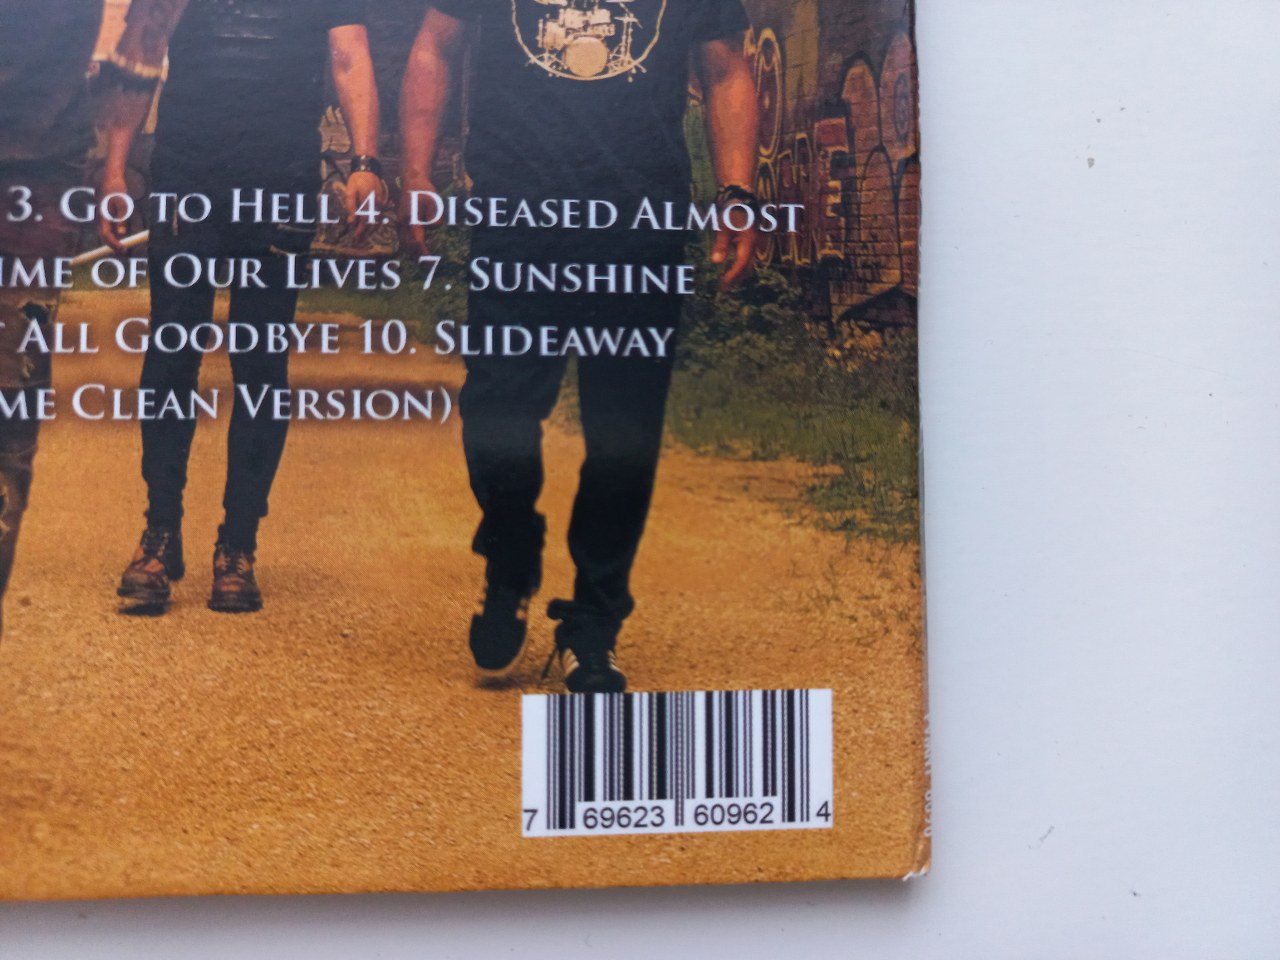 3. Go to Hell 4. Diseased Almost
ime of Our Lives 7. Sunshine
All Goodbye 10. Slideaway
me Clean Version)
7 69623 60962 4